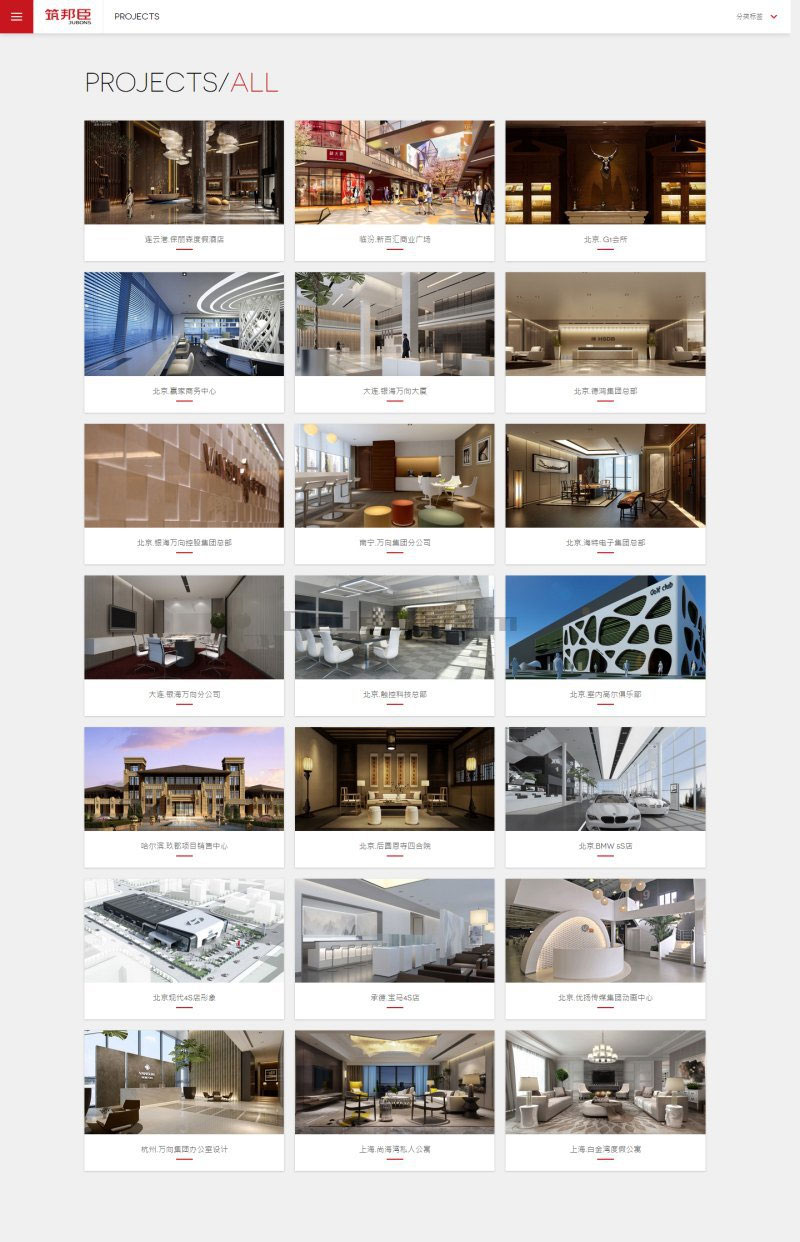 筑邦臣
JUBONS
PROJECTS
分类标签
PROJECTS/ALL
连云港.保丽森度假酒店
临汾.新百汇商业广场
北京. G1会所
北京.赢家商务中心
大连.银海万向大厦
HSDB
北京.德鸿集团总部
北京.银海万向控股集团总部
南宁.万向集团分公司
北京.海特电子集团总部
大连.银海万向分公司
北京.触控科技总部
Golf club
北京.室内高尔俱乐部
哈尔滨.玖郡项目销售中心
北京.后圆恩寺四合院
北京.BMW 5S店
北京现代4S店形象
承德.宝马4S店
北京.优扬传媒集团动画中心
杭州.万向集团办公室设计
上海.尚海湾私人公寓
上海.白金湾度假公寓